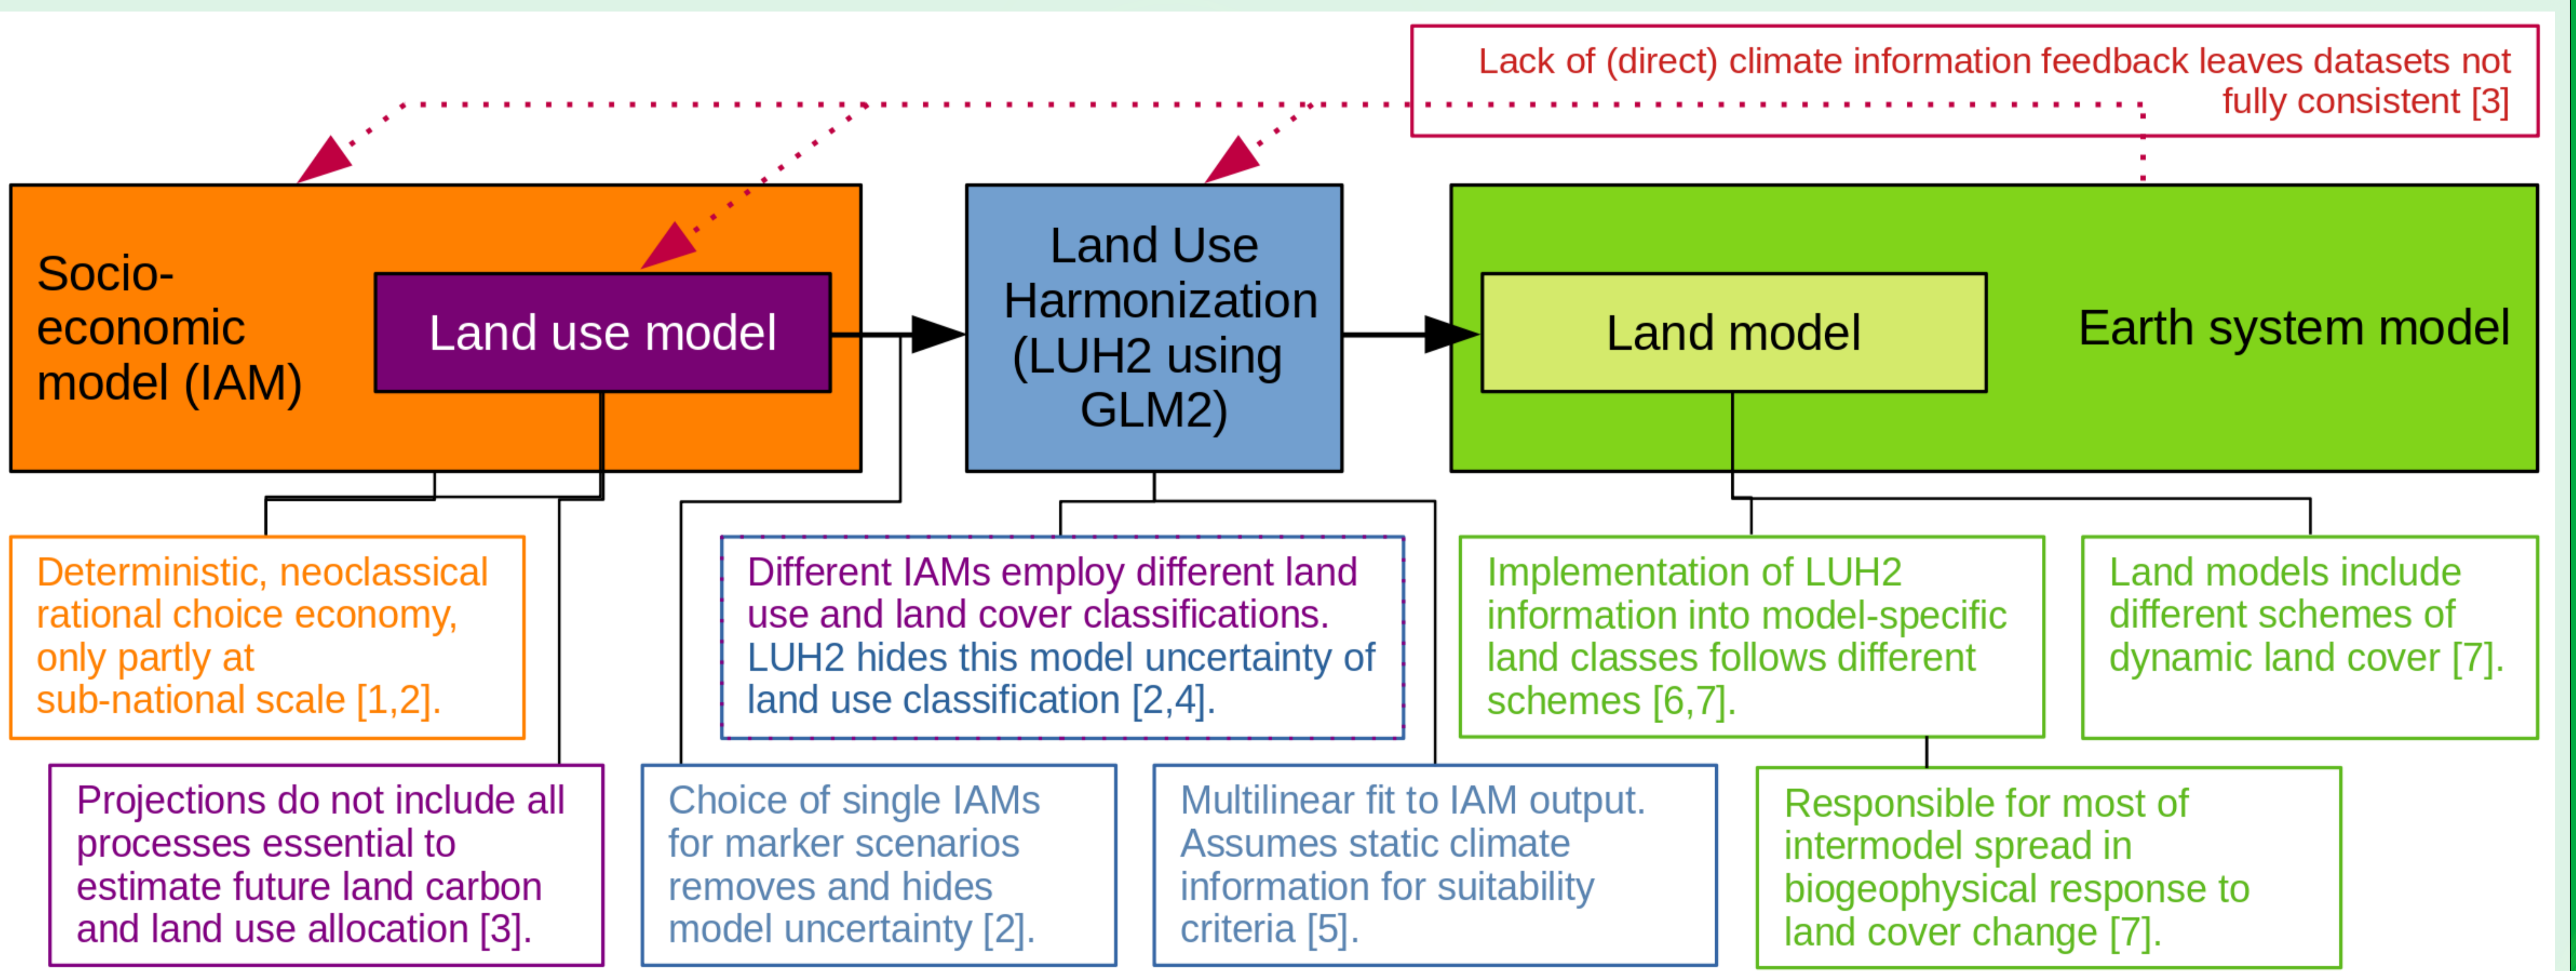 Lack of (direct) climate information feedback leaves datasets not
fully consistent [3]
Socio-
economic
model (IAM)
Land use model
Land Use
Harmonization
(LUH2 using
GLM2)
Land model
Earth system model
Deterministic, neoclassical
rational choice economy,
only partly at
sub-national scale [1,2].
Different IAMs employ different land
use and land cover classifications.
LUH2 hides this model uncertainty of
land use classification [2,4].
Implementation of LUH2
information into model-specific
land classes follows different
schemes [6,7].
Land models include
different schemes of
dynamic land cover [7].
Projections do not include all
processes essential to
estimate future land carbon
and land use allocation [3].
Choice of single IAMs
for marker scenarios
removes and hides
model uncertainty [2].
Multilinear fit to IAM output.
Assumes static climate
information for suitability
criteria [5].
Responsible for most of
intermodel spread in
biogeophysical response to
land cover change [7].